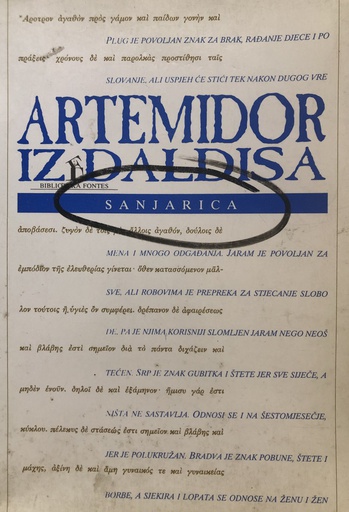 Ἄροτρον ἀγαθὸν πρὸς γάμον καὶ παίδων γονὴν καὶ
PLUG JE POVOLJAN ZNAK ZA BRAK, RAĐANJE DJECE I PO
πράξεις· χρόνους δὲ καὶ παρολκὰς προστίθησι ταῖς
SLOVANJE, ALI USPJEH ĆE STIĆI TEK NAKON DUGOG VRE
ARTEMIDOR
IZ DALDISA
BIBLIOTEKA FONTES
SANJARICA
ἀποβάσεσι. ζυγὸν δὲ τοῖς μὲν ἄλλοις ἀγαθόν, δούλοις δὲ
MENA I MNOGO ODGAĐANJA. JARAM JE POVOLJAN ZA
ἐμπόδιον τῆς ἐλευθερίας γίνεται· ὅθεν κατασσόμενον μᾶλ-
SVE, ALI ROBOVIMA JE PREPREKA ZA STJECANJE SLOBO
λον τούτοις ἢ ὑγιὲς ὂν συμφέρει. δρέπανον δὲ ἀφαιρέσεως
DE, PA JE NJIMA KORISNIJI SLOMLJEN JARAM NEGO NEOŠ
καὶ βλάβης ἐστὶ σημεῖον διὰ τὸ πάντα διχάζειν καὶ
TEĆEN. SRP JE ZNAK GUBITKA I ŠTETE JER SVE SIJEČE, A
μηδὲν ἑνοῦν. δηλοῖ δὲ καὶ ἑξάμηνον· ἥμισυ γάρ ἐστι
NIŠTA NE SASTAVLJA. ODNOSI SE I NA ŠESTOMJESEČJE,
κύκλου. πέλεκυς δὲ στάσεώς ἐστι σημεῖον καὶ βλάβης καὶ
JER JE POLUKRUŽAN. BRADVA JE ZNAK POBUNE, ŠTETE I
μάχης, ἀξίνη δὲ καὶ ἄμη γυναικός τε καὶ γυναικείας
BORBE, A SJEKIRA I LOPATA SE ODNOSE NA ŽENU I ŽEN